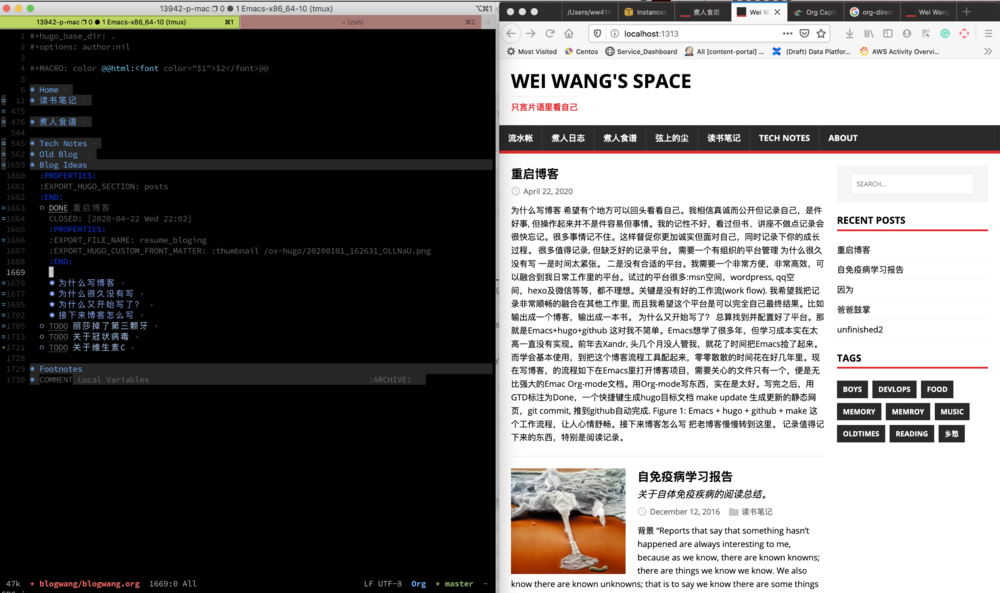 13942-p-mac ❐ 0 ● 1 Emacs-x86_64-10 (tmux)
⌥⌘1
13942-p-mac ❐ 0 ● 1 Emacs-x86_64-10 (tmux) ⌘1
~ (zsh) ⌘2
1 #+hugo_base_dir: .
2 #+options: author:nil
4 #+MACRO: color @@html:<font color="$1">$2</font>@@
6 Home
11 读书笔记
475
476 煮人食谱
544
545 Tech Notes
562 Old Blog
1659 Blog Ideas
1660 :PROPERTIES:
1661 :EXPORT_HUGO_SECTION: posts
1662 :END:
1663 DONE 重启博客
1664 CLOSED: [2020-04-22 Wed 22:02]
1665 :PROPERTIES:
1666 :EXPORT_FILE_NAME: resume_bloging
1667 :EXPORT_HUGO_CUSTOM_FRONT_MATTER: :thumbnail /ox-hugo/20200101_162631_OLLNaU.png
1668 :END:
1669
1670 为什么写博客
1677 为什么很久没有写
1685 为什么又开始写了?
1702 接下来博客怎么写
1705 TODO 丽莎掉了第三颗牙
1713 TODO 关于冠状病毒
1721 TODO 关于维生素C
1728
1729 Footnotes
1730 COMMENT Local Variables :ARCHIVE:
47k * blogwang/blogwang.org 1669:0 All LF UTF-8 Org * master
/Users/ww414
Instances
煮人食谱
Wei W
Org Captu
org-direc
Wei Wang
localhost:1313
Most Visited
Centos
Service_Dashboard
All [content-portal] ...
(Draft) Data Platfor...
AWS Activity Overvi...
WEI WANG'S SPACE
只言片语里看自己
流水帐 煮人日志 煮人食谱 弦上的尘 读书笔记 TECH NOTES ABOUT
重启博客
April 22, 2020
为什么写博客 希望有个地方可以回头看看自己。我相信真诚而公开但记录自己，是件
好事, 但操作起来并不是件容易但事情。我的记性不好，看过但书、讲座不做点记录会
很快忘记。很多事情记不住。这样督促你更加诚实但面对自己，同时记录下你的成长
过程。 很多值得记录, 但缺乏好的记录平台。 需要一个有组织的平台管理 为什么很久
没有写 一是时间太紧张。 二是没有合适的平台。我需要一个非常方便，非常高效，可
以融合到我日常工作里的平台。试过的平台很多:msn空间，wordpress, qq空
间，hexo及微信等等，都不理想。关键是没有好的工作流(work flow). 我希望我把记
录非常顺畅的融合在其他工作里, 而且我希望这个平台是可以完全自己最终结果。比如
输出成一个博客，输出成一本书。 为什么又开始写了？ 总算找到并配置好了平台。那
就是Emacs+hugo+github 这对我不简单。Emacs想学了很多年，但学习成本实在太
高一直没有实现。前年去Xandr, 头几个月没人管我，就花了时间把Emacs捡了起来。
而学会基本使用，到把这个博客流程工具配起来，零零散散的时间花在好几年里。现
在写博客，的流程如下在Emacs里打开博客项目，需要关心的文件只有一个，便是无
比强大的Emac Org-mode文档。用Org-mode写东西，实在是太好。写完之后，用
GTD标注为Done，一个快捷键生成hugo目标文档 make update 生成更新的静态网
页，git commit, 推到github自动完成. Figure 1: Emacs + hugo + github + make 这
个工作流程，让人心情舒畅。接下来博客怎么写 把老博客慢慢转到这里。 记录值得记
下来的东西，特别是阅读记录。
自免疫病学习报告
关于自体免疫疾病的阅读总结。
December 12, 2016 读书笔记
背景 “Reports that say that something hasn’t
happened are always interesting to me,
because as we know, there are known knowns;
there are things we know we know. We also
know there are known unknowns; that is to say we know there are some things
SEARCH...
RECENT POSTS
重启博客
自免疫病学习报告
因为
爸爸鼓掌
unfinished2
TAGS
BOYS DEVLOPS FOOD
MEMORY MEMROY MUSIC
OLDTIMES READING 乡愁